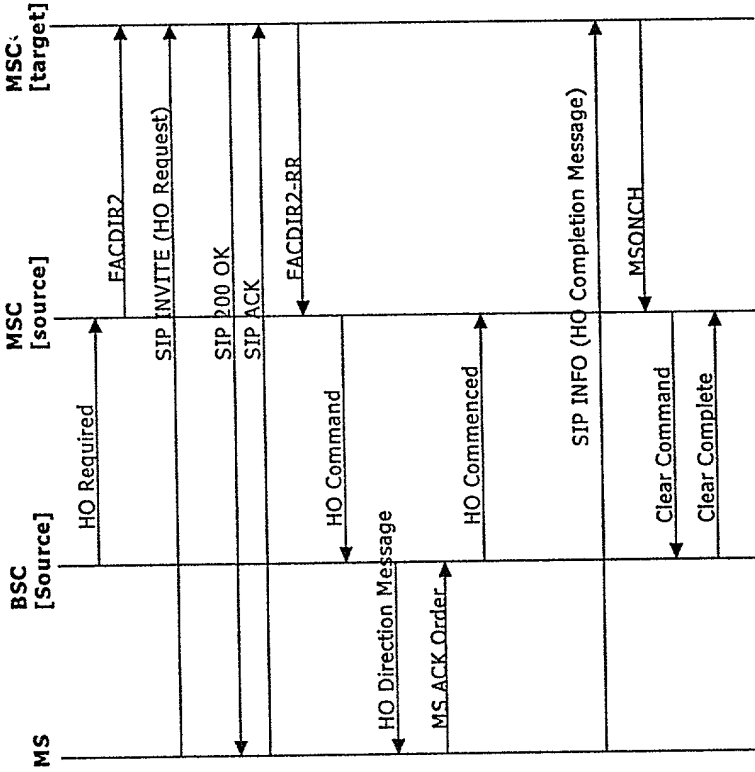 MS
BSC
[Source]
MSC
[source]
MSC
[target]
HO Required
FACDIR2
SIP INVITE (HO Request)
SIP 200 OK
SIP ACK
FACDIR2-RR
HO Command
HO Direction Message
MS ACK Order
HO Commenced
SIP INFO (HO Completion Message)
MSONCH
Clear Command
Clear Complete